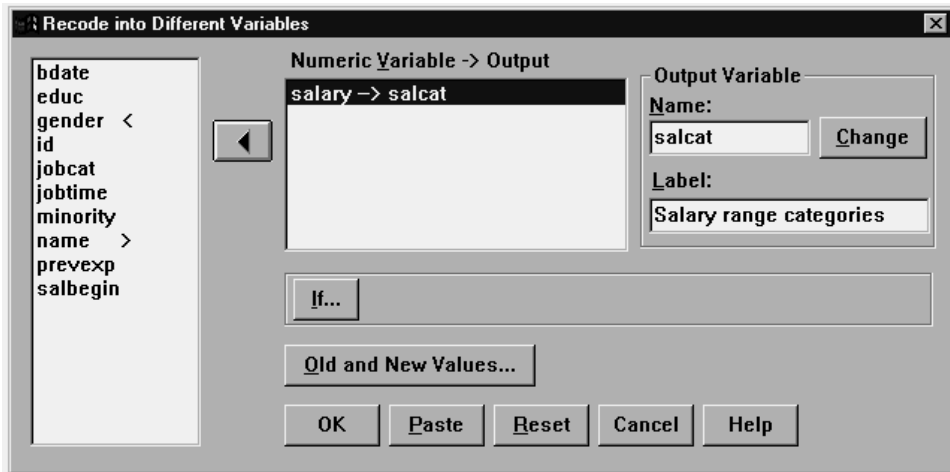 Recode into Different Variables
bdate
educ
gender <
id
jobcat
jobtime
minority
name >
prevexp
salbegin
Numeric Variable -> Output
salary -> salcat
Output Variable
Name:
salcat
Change
Label:
Salary range categories
If...
Old and New Values...
OK Paste Reset Cancel Help